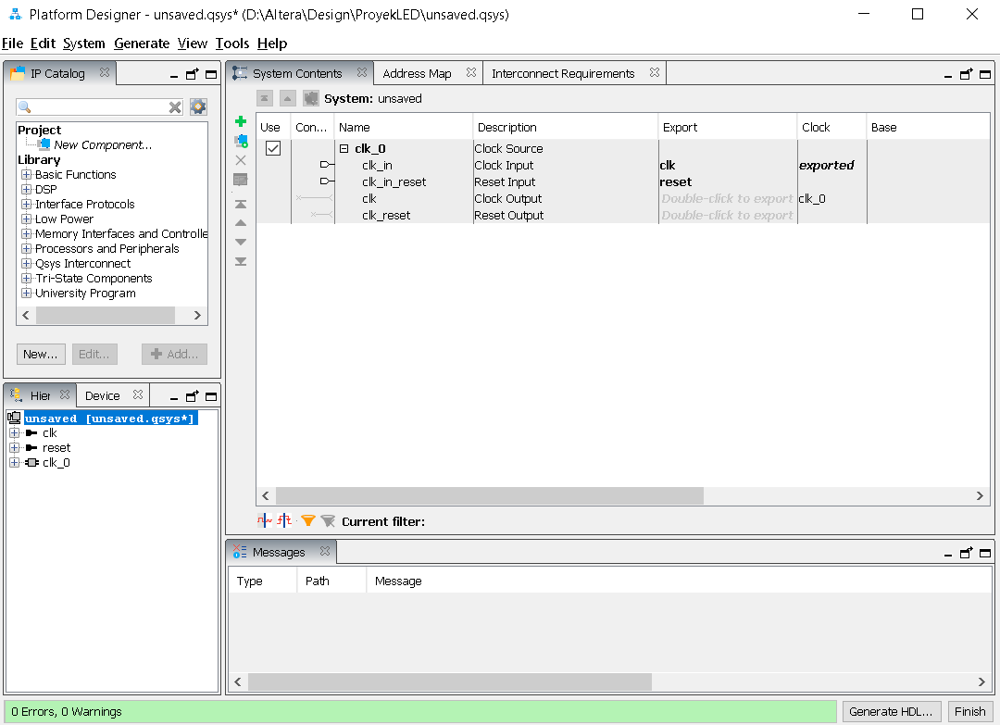 Platform Designer - unsaved.qsys* (D:\Altera\Design\ProyekLED\unsaved.qsys)
File Edit System Generate View Tools Help
IP Catalog
Project
New Component...
Library
Basic Functions
DSP
Interface Protocols
Low Power
Memory Interfaces and Controlle
Processors and Peripherals
Qsys Interconnect
Tri-State Components
University Program
New... Edit... Add...
Hier Device
unsaved [unsaved.qsys*]
clk
reset
clk_0
System Contents Address Map Interconnect Requirements
System: unsaved
Use Con... Name Description Export Clock Base
clk_0 Clock Source
clk_in Clock Input clk exported
clk_in_reset Reset Input reset
clk Clock Output Double-click to export clk_0
clk_reset Reset Output Double-click to export
Current filter:
Messages
Type Path Message
0 Errors, 0 Warnings
Generate HDL... Finish